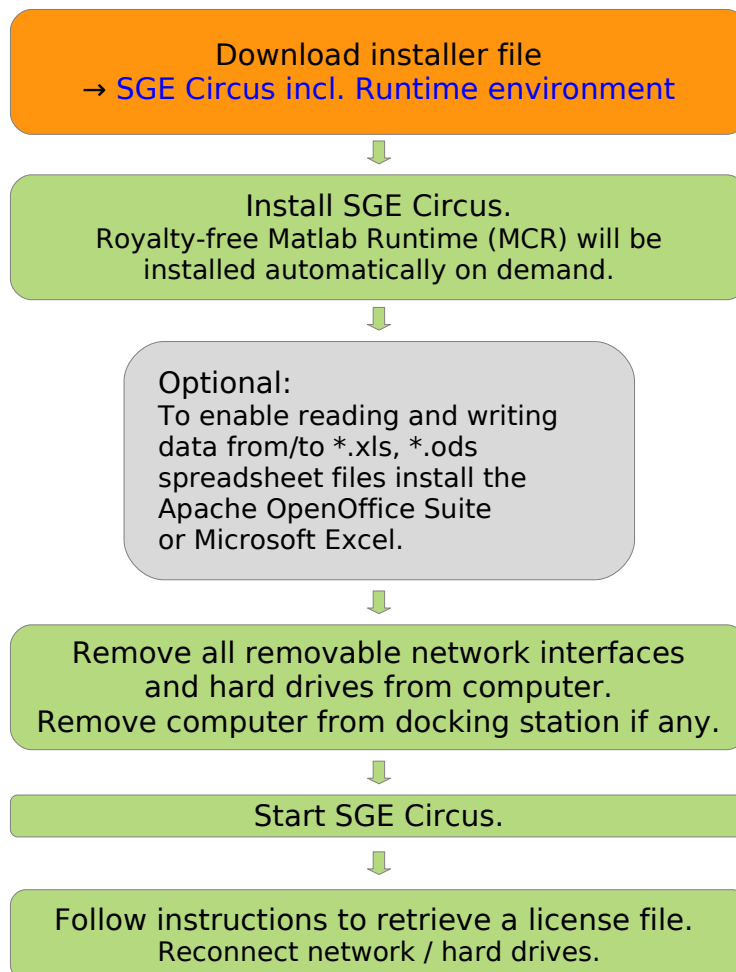 Download installer file
→ SGE Circus incl. Runtime environment
Install SGE Circus.
Royalty-free Matlab Runtime (MCR) will be
installed automatically on demand.
Optional:
To enable reading and writing
data from/to *.xls, *.ods
spreadsheet files install the
Apache OpenOffice Suite
or Microsoft Excel.
Remove all removable network interfaces
and hard drives from computer.
Remove computer from docking station if any.
Start SGE Circus.
Follow instructions to retrieve a license file.
Reconnect network / hard drives.